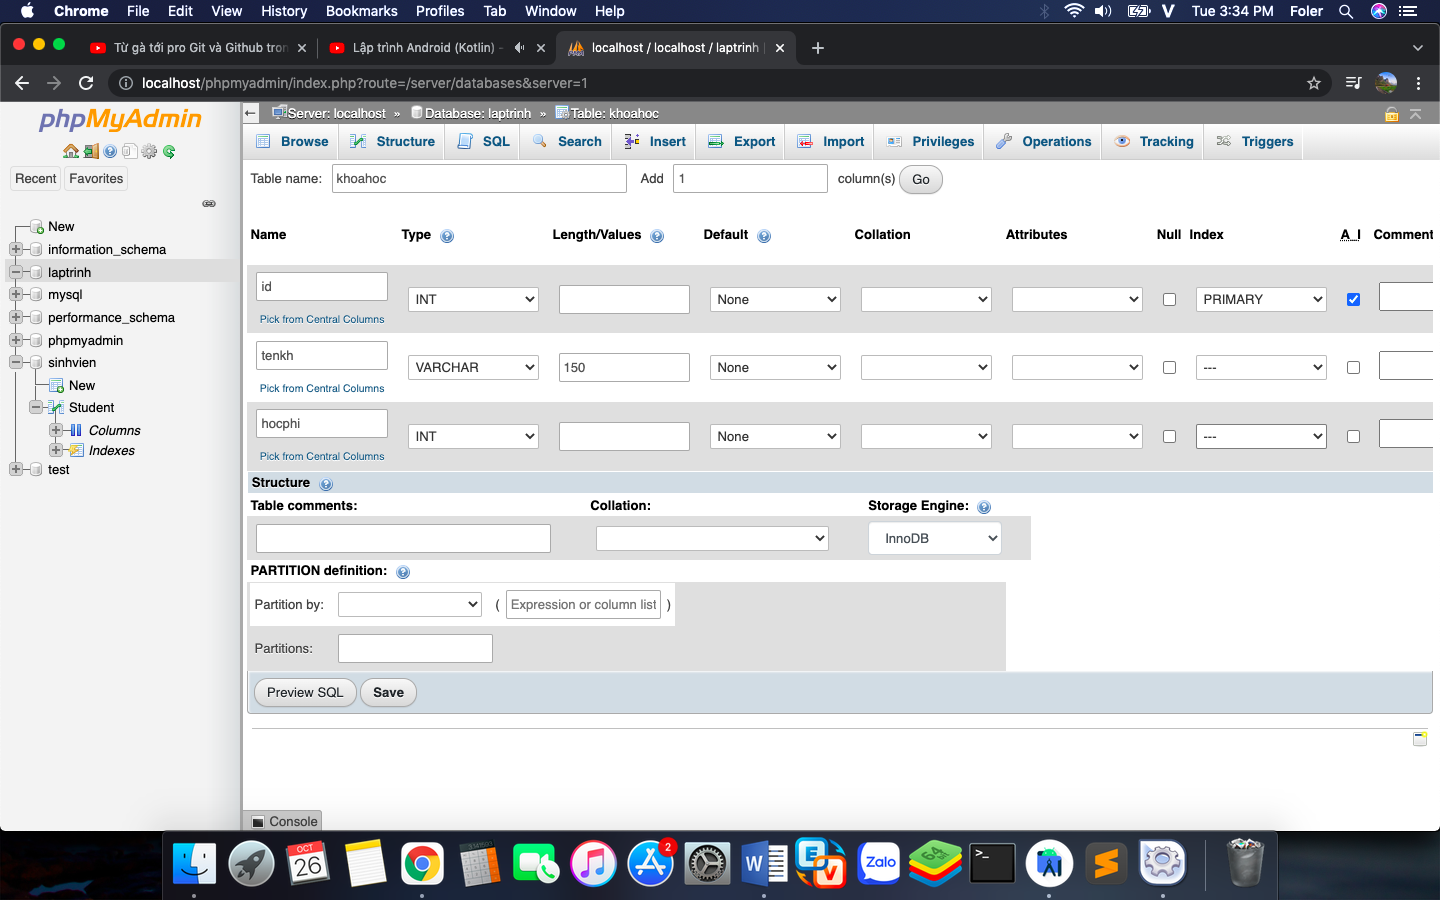 Chrome File Edit View History Bookmarks Profiles Tab Window Help V Tue 3:34 PM Foler
Từ gà tới pro Git và Github tron Lập trình Android (Kotlin) - localhost / localhost / laptrinh
localhost/phpmyadmin/index.php?route=/server/databases&server=1
phpMyAdmin
Recent Favorites
New
information_schema
laptrinh
mysql
performance_schema
phpmyadmin
sinhvien
New
Student
Columns
Indexes
test
Server: localhost » Database: laptrinh » Table: khoahoc
Browse Structure SQL Search Insert Export Import Privileges Operations Tracking Triggers
Table name: khoahoc Add 1 column(s) Go
Name Type Length/Values Default Collation Attributes Null Index A_I Comment
id INT None PRIMARY
Pick from Central Columns
tenkh VARCHAR 150 None ---
Pick from Central Columns
hocphi INT None ---
Pick from Central Columns
Structure
Table comments: Collation: Storage Engine:
InnoDB
PARTITION definition:
Partition by: ( Expression or column list )
Partitions:
Preview SQL Save
Console
OCT
26
2
W
Zalo
64
>_
S